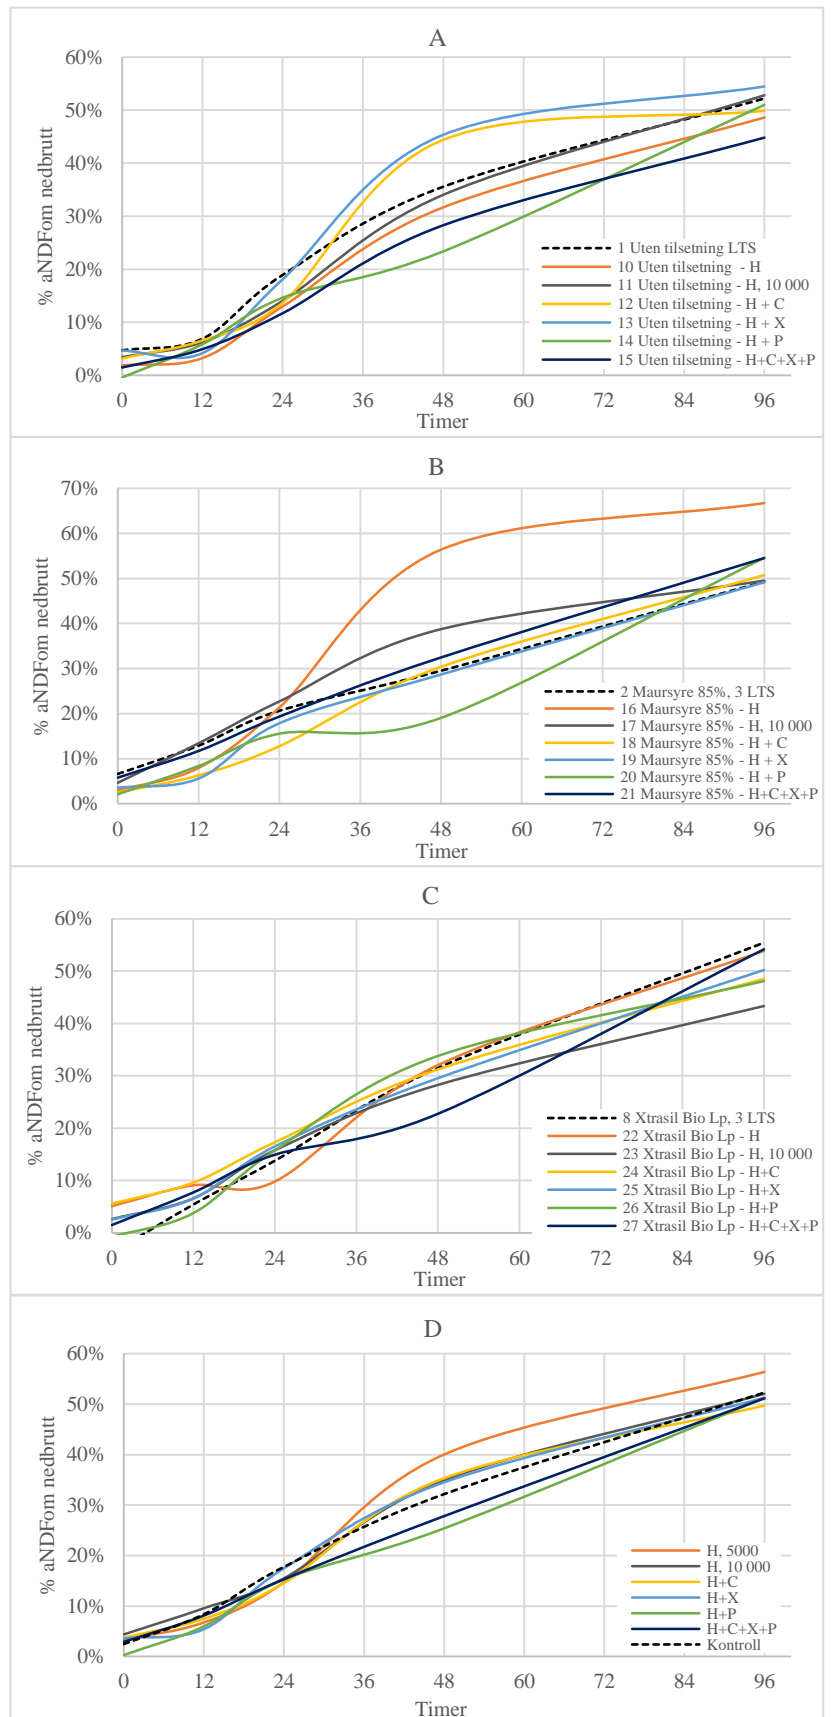 A
60%
50%
40%
30%
20%
10%
0%
% aNDFom nedbrutt
1 Uten tilsetning LTS
10 Uten tilsetning - H
11 Uten tilsetning - H, 10 000
12 Uten tilsetning - H + C
13 Uten tilsetning - H + X
14 Uten tilsetning - H + P
15 Uten tilsetning - H+C+X+P
0 12 24 36 48 60 72 84 96
Timer
B
70%
60%
50%
40%
30%
20%
10%
0%
% aNDFom nedbrutt
2 Maursyre 85%, 3 LTS
16 Maursyre 85% - H
17 Maursyre 85% - H, 10 000
18 Maursyre 85% - H + C
19 Maursyre 85% - H + X
20 Maursyre 85% - H + P
21 Maursyre 85% - H+C+X+P
0 12 24 36 48 60 72 84 96
Timer
C
60%
50%
40%
30%
20%
10%
0%
% aNDFom nedbrutt
8 Xtrasil Bio Lp, 3 LTS
22 Xtrasil Bio Lp - H
23 Xtrasil Bio Lp - H, 10 000
24 Xtrasil Bio Lp - H+C
25 Xtrasil Bio Lp - H+X
26 Xtrasil Bio Lp - H+P
27 Xtrasil Bio Lp - H+C+X+P
0 12 24 36 48 60 72 84 96
Timer
D
60%
50%
40%
30%
20%
10%
0%
% aNDFom nedbrutt
H, 5000
H, 10 000
H+C
H+X
H+P
H+C+X+P
Kontroll
0 12 24 36 48 60 72 84 96
Timer